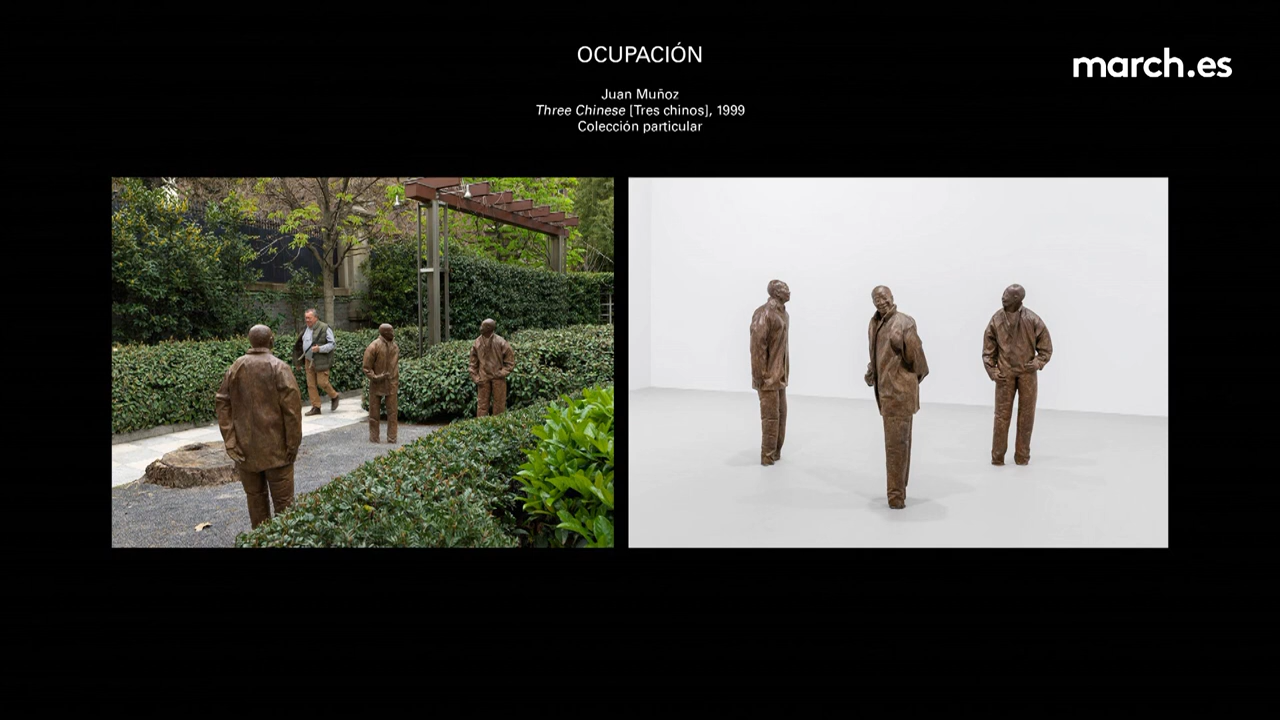 OCUPACIÓN
march.es
Juan Muñoz
Three Chinese [Tres chinos], 1999
Colección particular